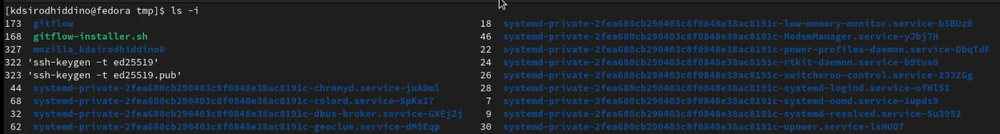 [kdsirodhiddino@fedora tmp]$ ls -i
173 gitflow
168 gitflow-installer.sh
327 mozilla_kdsirodhiddino0
322 'ssh-keygen -t ed25519'
323 'ssh-keygen -t ed25519.pub'
44 systemd-private-2fea680cb290403c8f0848e38ac8191c-chronyd.service-juADml
68 systemd-private-2fea680cb290403c8f0848e38ac8191c-colord.service-SpKxI7
32 systemd-private-2fea680cb290403c8f0848e38ac8191c-dbus-broker.service-GXEjZj
62 systemd-private-2fea680cb290403c8f0848e38ac8191c-geoclue.service-dM5Eqp
18 systemd-private-2fea680cb290403c8f0848e38ac8191c-low-memory-monitor.service-bSBUz0
46 systemd-private-2fea680cb290403c8f0848e38ac8191c-ModemManager.service-yJbj7H
22 systemd-private-2fea680cb290403c8f0848e38ac8191c-power-profiles-daemon.service-DbqTdF
24 systemd-private-2fea680cb290403c8f0848e38ac8191c-rtkit-daemon.service-b9tvs0
26 systemd-private-2fea680cb290403c8f0848e38ac8191c-switcheroo-control.service-2JJZGg
28 systemd-private-2fea680cb290403c8f0848e38ac8191c-systemd-logind.service-ofHl51
7 systemd-private-2fea680cb290403c8f0848e38ac8191c-systemd-oomd.service-1upds9
9 systemd-private-2fea680cb290403c8f0848e38ac8191c-systemd-resolved.service-Su3952
30 systemd-private-2fea680cb290403c8f0848e38ac8191c-upower.service-lxHUO7